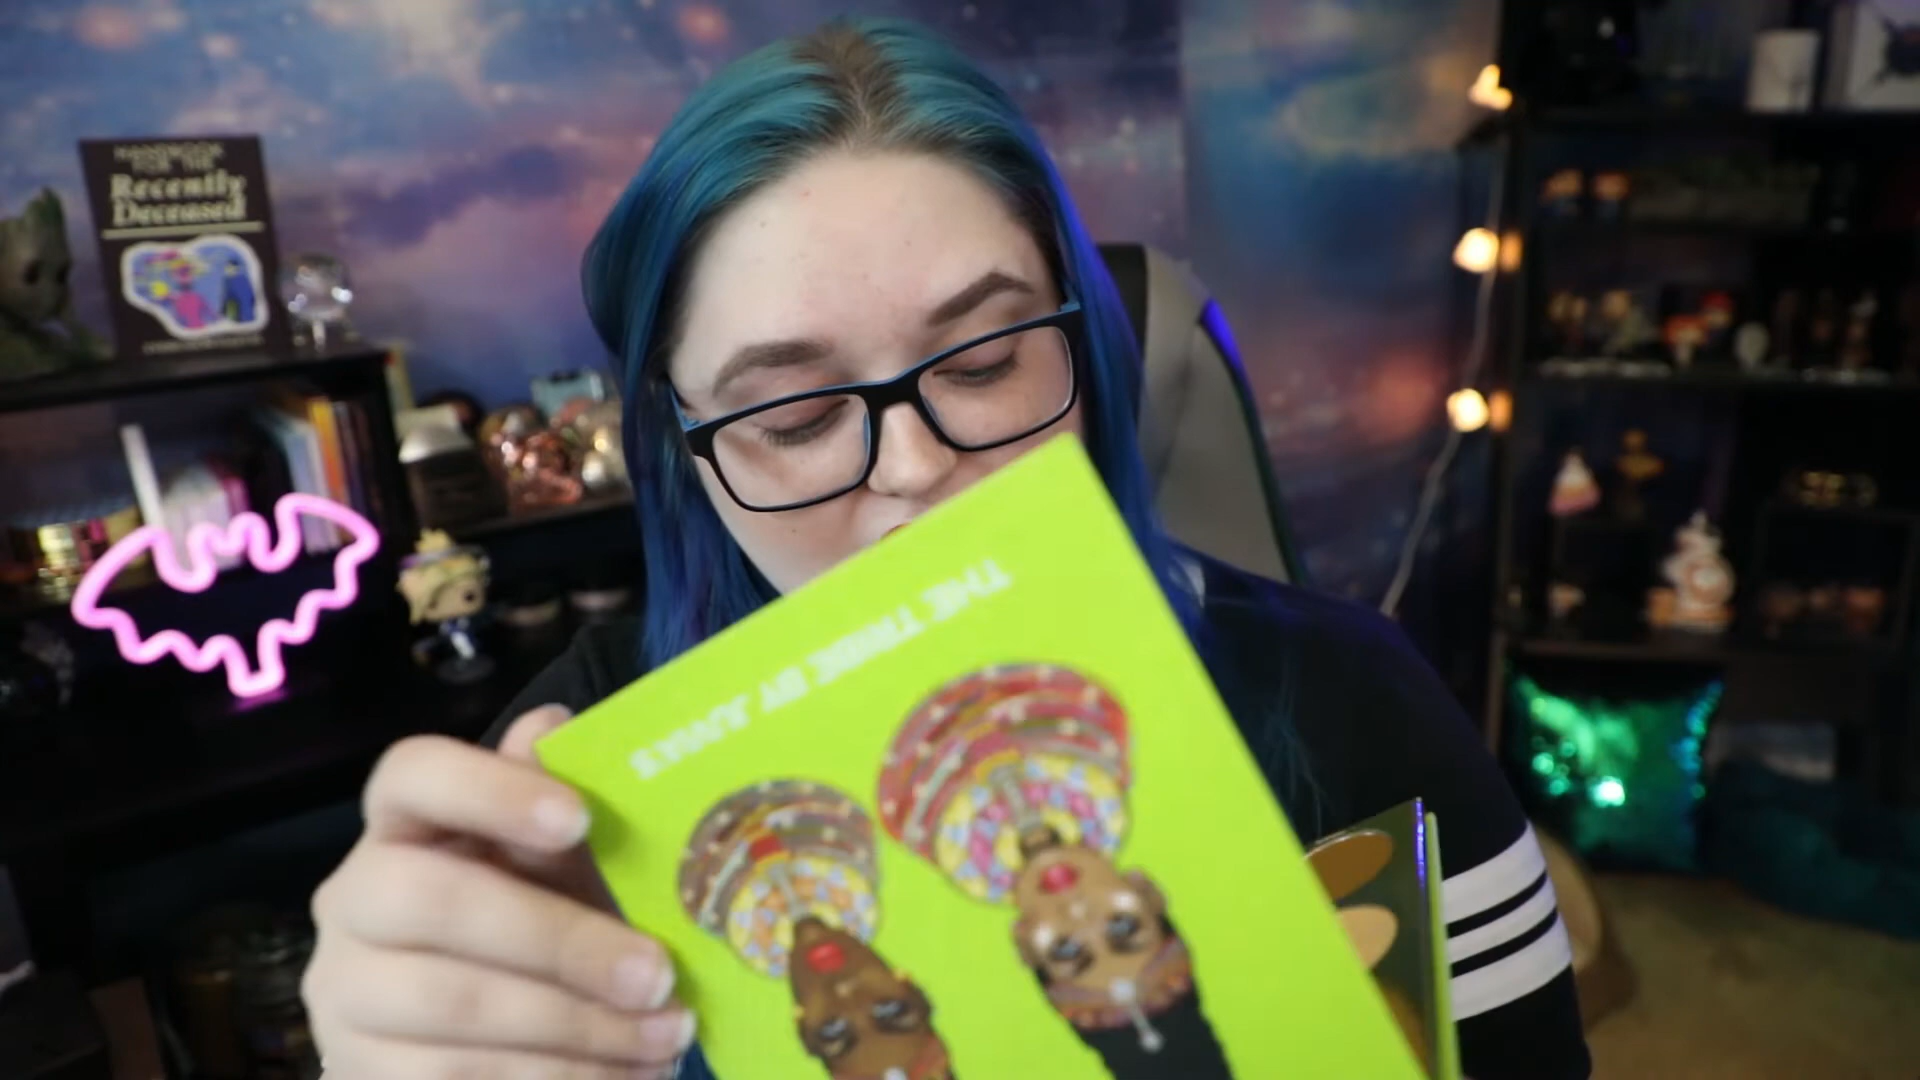 HANDBOOK
FOR THE
Recently
Deceased
THE TRIBE BY JUVIA'S